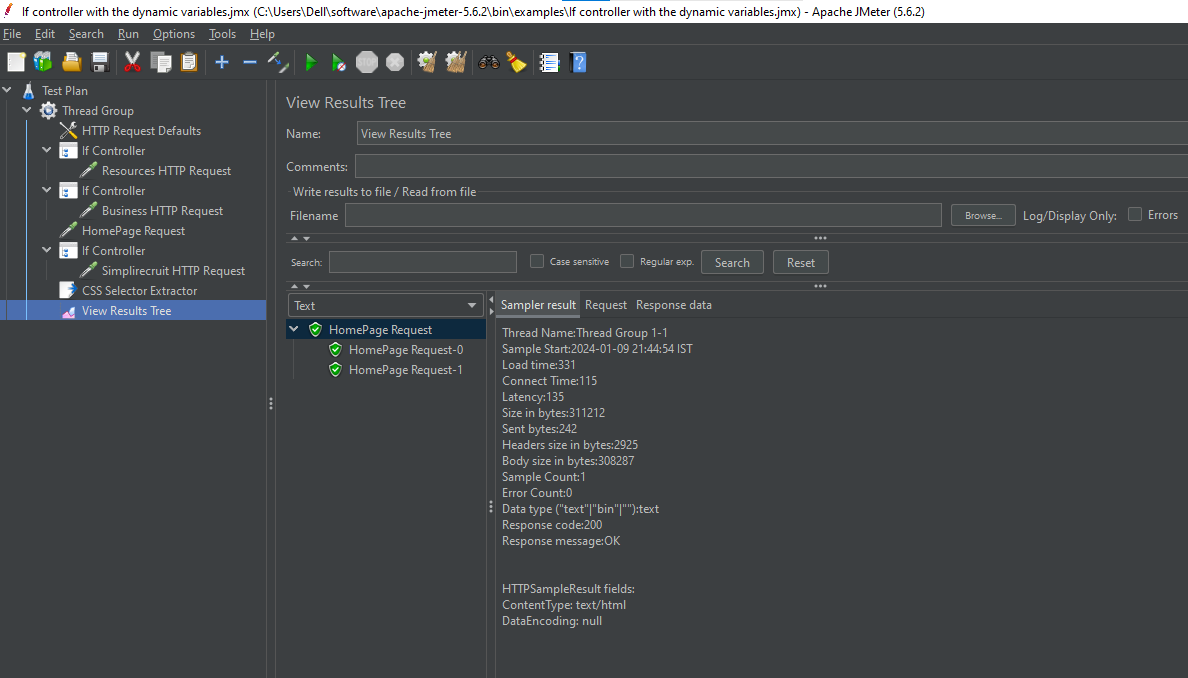 If controller with the dynamic variables.jmx (C:\Users\Dell\software\apache-jmeter-5.6.2\bin\examples\If controller with the dynamic variables.jmx) - Apache JMeter (5.6.2)
File Edit Search Run Options Tools Help
STOP
Test Plan
Thread Group
HTTP Request Defaults
If Controller
Resources HTTP Request
If Controller
Business HTTP Request
HomePage Request
If Controller
Simplirecruit HTTP Request
CSS Selector Extractor
View Results Tree
View Results Tree
Name: View Results Tree
Comments:
Write results to file / Read from file
Filename Browse... Log/Display Only: Errors
Search: Case sensitive Regular exp. Search Reset
Text
HomePage Request
HomePage Request-0
HomePage Request-1
Sampler result Request Response data
Thread Name:Thread Group 1-1
Sample Start:2024-01-09 21:44:54 IST
Load time:331
Connect Time:115
Latency:135
Size in bytes:311212
Sent bytes:242
Headers size in bytes:2925
Body size in bytes:308287
Sample Count:1
Error Count:0
Data type ("text"|"bin"|""):text
Response code:200
Response message:OK
HTTPSampleResult fields:
ContentType: text/html
DataEncoding: null